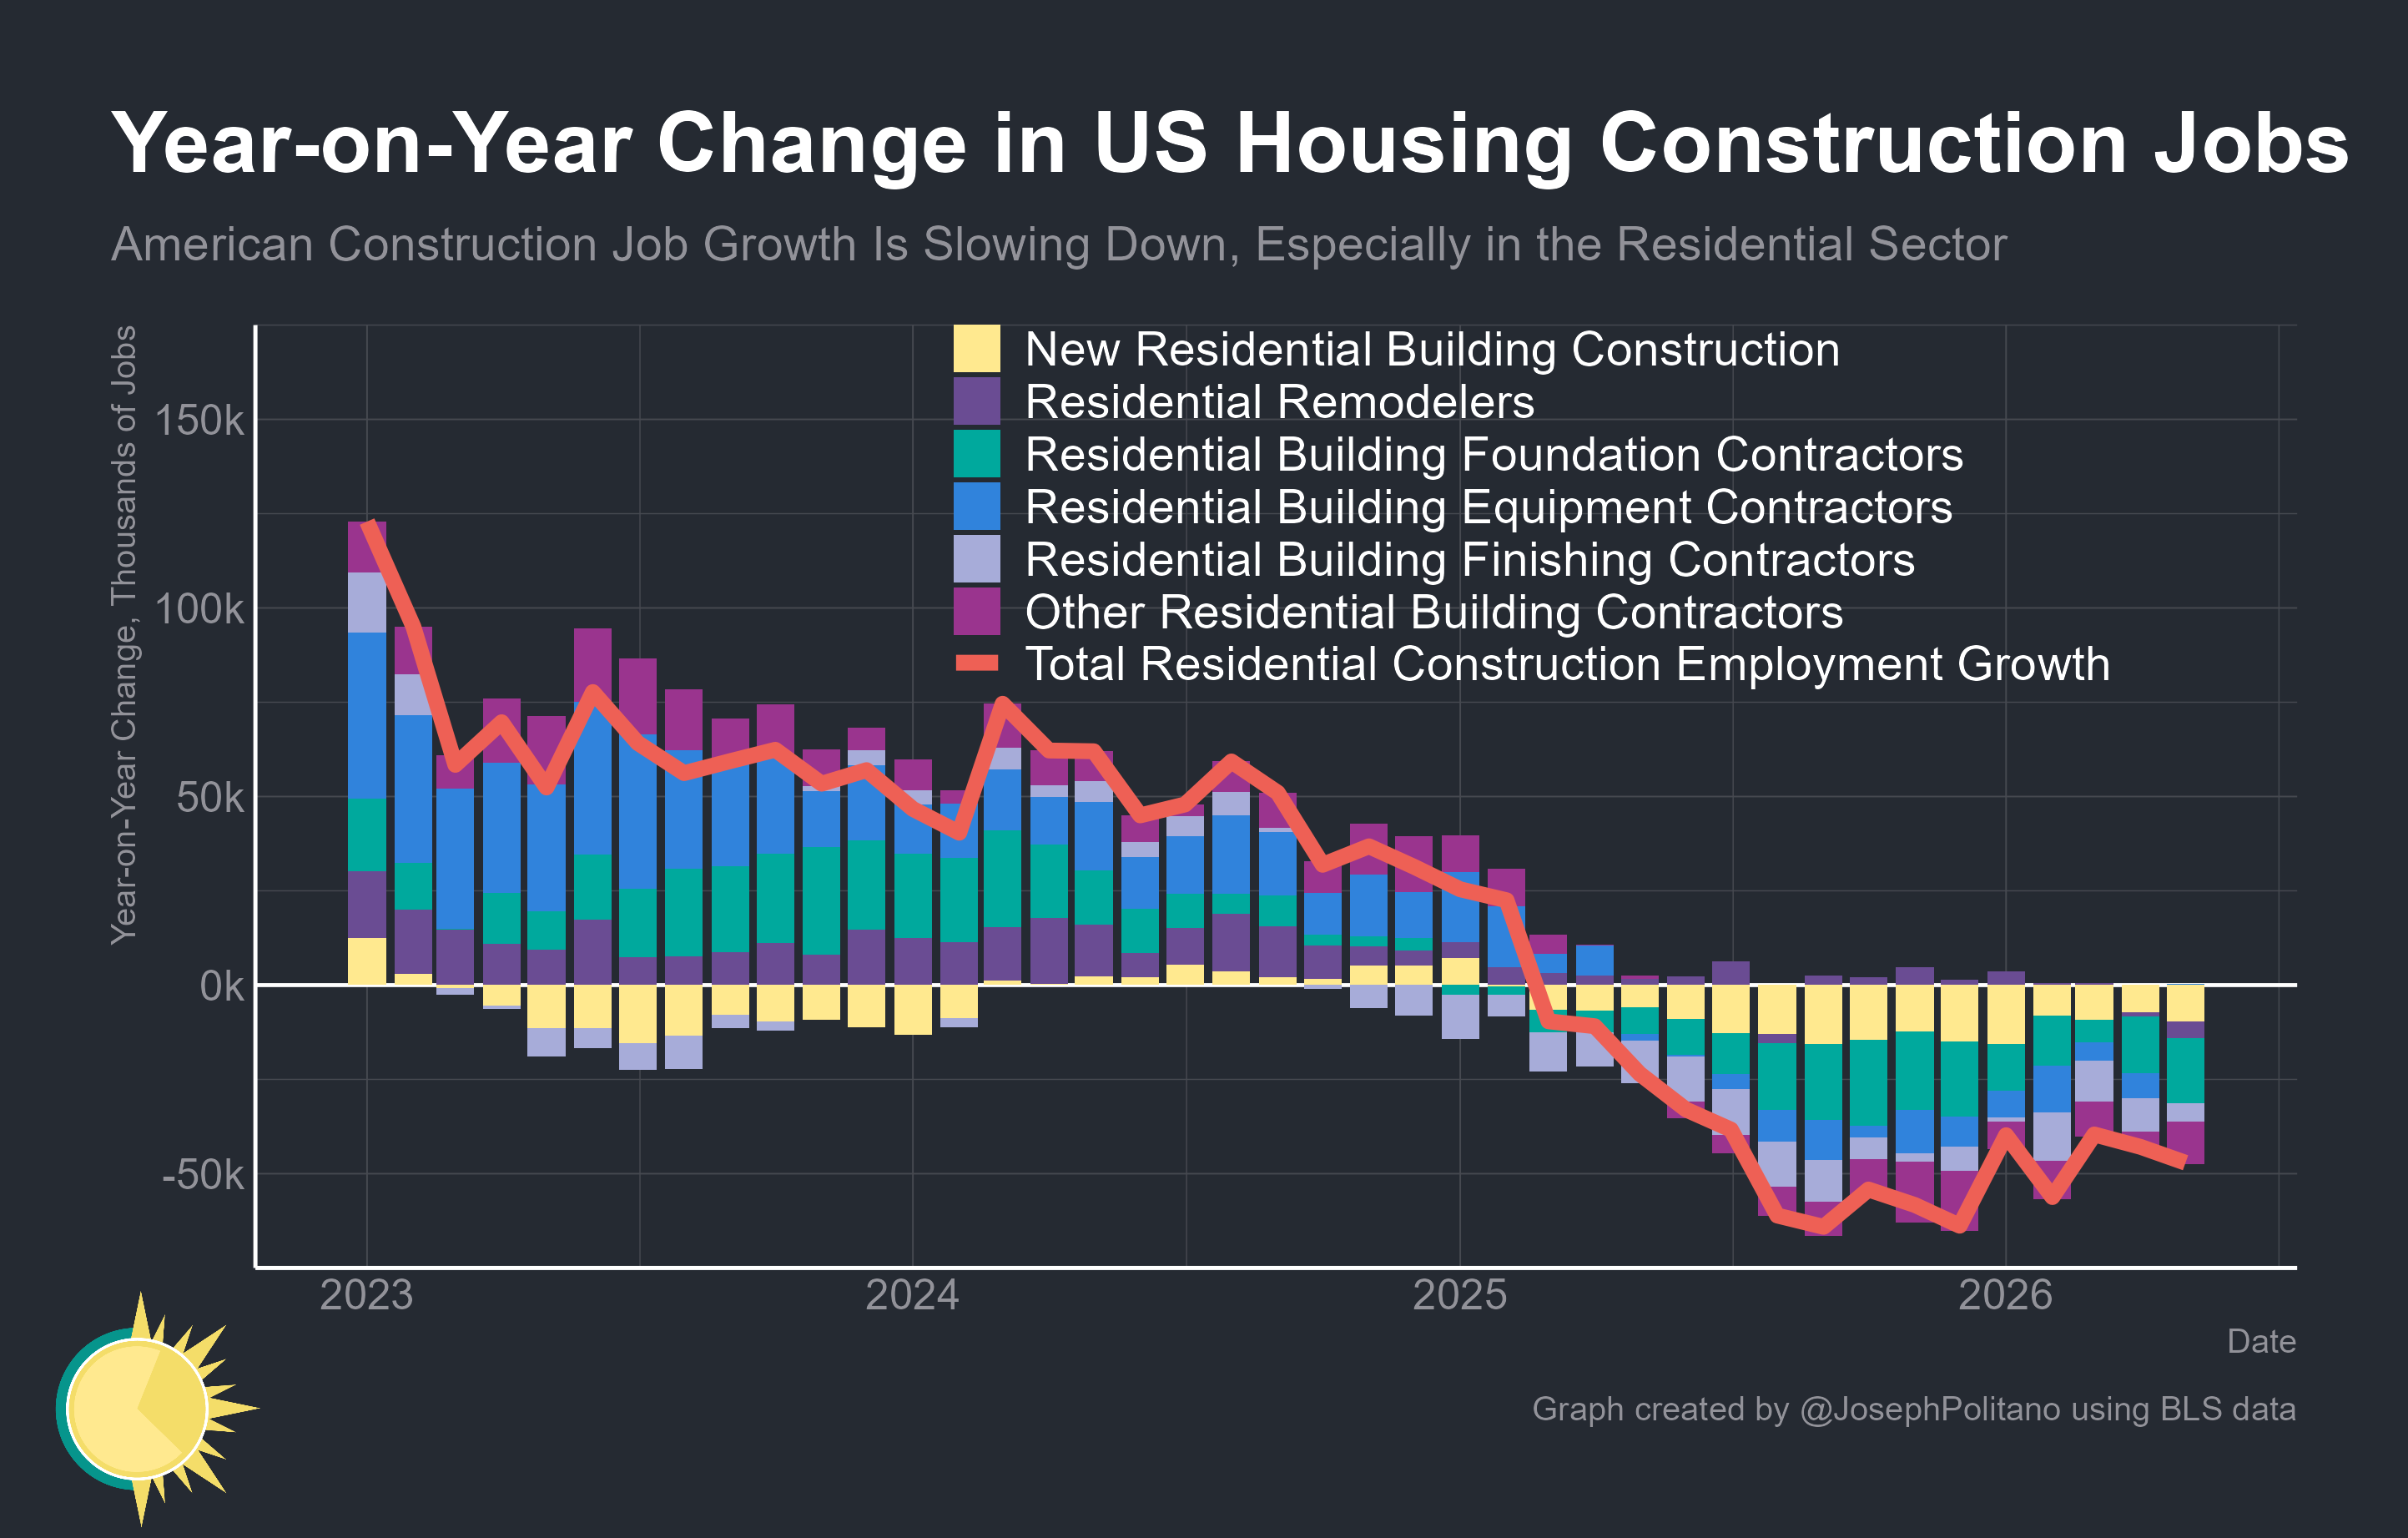 Year-on-Year Change in US Housing Construction Jobs
American Construction Job Growth Is Slowing Down, Especially in the Residential Sector
Year-on-Year Change, Thousands of Jobs
New Residential Building Construction
Residential Remodelers
Residential Building Foundation Contractors
Residential Building Equipment Contractors
Residential Building Finishing Contractors
Other Residential Building Contractors
Total Residential Construction Employment Growth
150k
100k
50k
0k
-50k
2023 2024 2025 2026
Date
Graph created by @JosephPolitano using BLS data